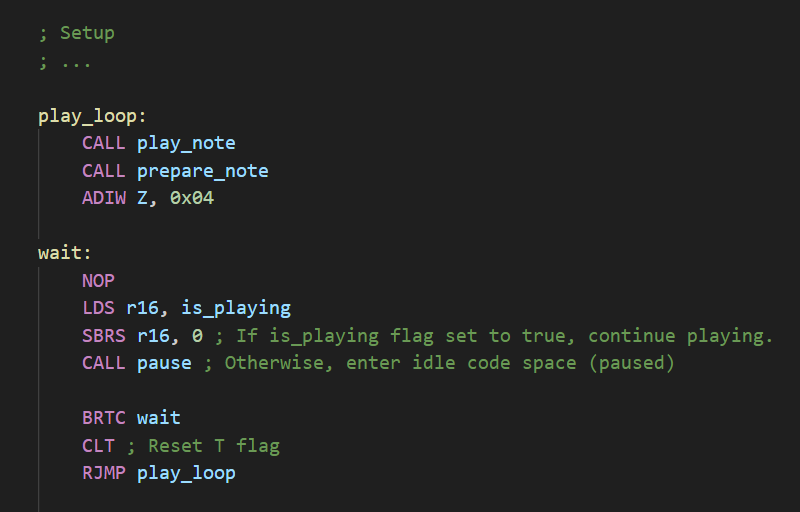 ; Setup
; ...
play_loop:
CALL play_note
CALL prepare_note
ADIW Z, 0x04
wait:
NOP
LDS r16, is_playing
SBRS r16, 0 ; If is_playing flag set to true, continue playing.
CALL pause ; Otherwise, enter idle code space (paused)
BRTC wait
CLT ; Reset T flag
RJMP play_loop